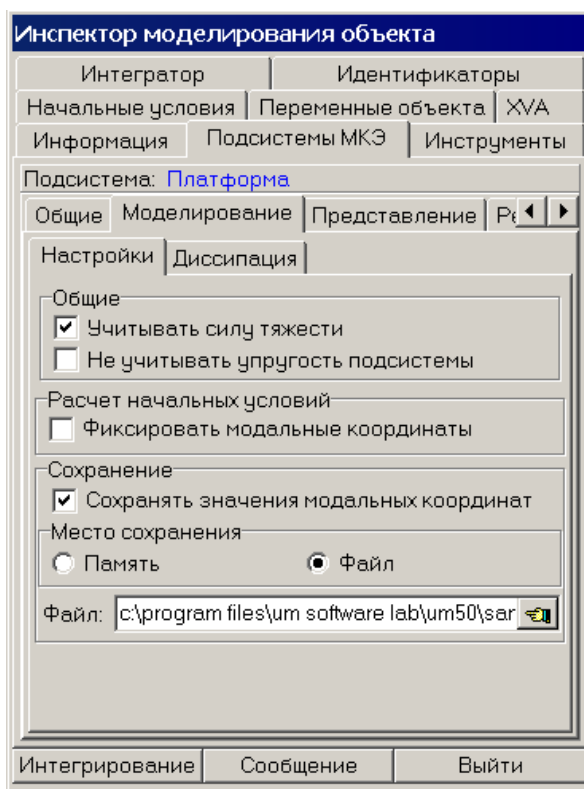 Инспектор моделирования объекта
Интегратор Идентификаторы
Начальные условия Переменные объекта XVA
Информация Подсистемы МКЭ Инструменты
Подсистема: Платформа
Общие Моделирование Представление Ре
Настройки Диссипация
Общие
Учитывать силу тяжести
Не учитывать упругость подсистемы
Расчет начальных условий
Фиксировать модальные координаты
Сохранение
Сохранять значения модальных координат
Место сохранения
Память Файл
Файл: c:\program files\um software lab\um50\sar
Интегрирование Сообщение Выйти